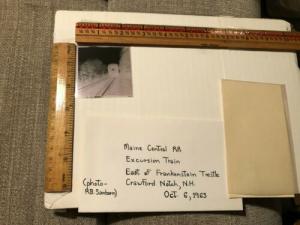 Maine Central RR
Excursion Train
East of Frankenstein Trestle
Crawford Notch, N.H.
Oct 6, 1963
(photo-
RB Sanborn)